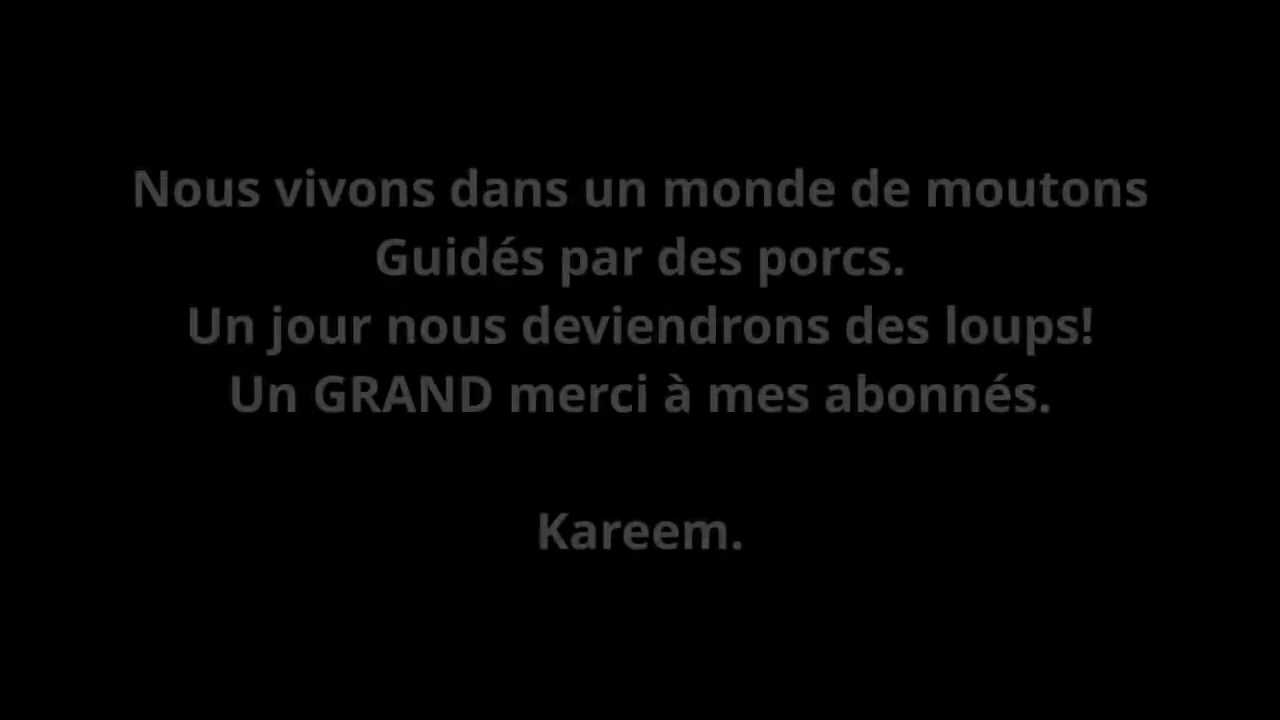 Nous vivons dans un monde de moutons
Guidés par des porcs.
Un jour nous deviendrons des loups!
Un GRAND merci à mes abonnés.
Kareem.